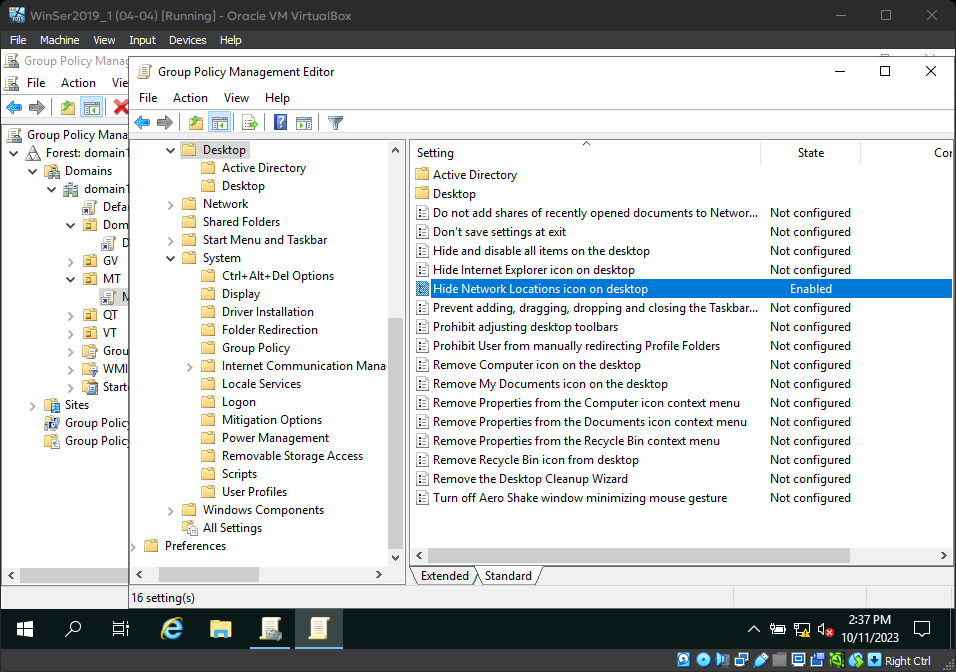 WinSer2019_1 (04-04) [Running] - Oracle VM VirtualBox
File Machine View Input Devices Help
Group Policy Mana
File Action Vie
Group Policy Mana
Forest: domain1
Domains
domain1
Defau
Dom
D
GV
MT
M
QT
VT
Grou
WMI
Starte
Sites
Group Policy
Group Policy
Group Policy Management Editor
File Action View Help
Desktop
Active Directory
Desktop
Network
Shared Folders
Start Menu and Taskbar
System
Ctrl+Alt+Del Options
Display
Driver Installation
Folder Redirection
Group Policy
Internet Communication Mana
Locale Services
Logon
Mitigation Options
Power Management
Removable Storage Access
Scripts
User Profiles
Windows Components
All Settings
Preferences
Setting State Cor
Active Directory
Desktop
Do not add shares of recently opened documents to Networ... Not configured
Don't save settings at exit Not configured
Hide and disable all items on the desktop Not configured
Hide Internet Explorer icon on desktop Not configured
Hide Network Locations icon on desktop Enabled
Prevent adding, dragging, dropping and closing the Taskbar... Not configured
Prohibit adjusting desktop toolbars Not configured
Prohibit User from manually redirecting Profile Folders Not configured
Remove Computer icon on the desktop Not configured
Remove My Documents icon on the desktop Not configured
Remove Properties from the Computer icon context menu Not configured
Remove Properties from the Documents icon context menu Not configured
Remove Properties from the Recycle Bin context menu Not configured
Remove Recycle Bin icon from desktop Not configured
Remove the Desktop Cleanup Wizard Not configured
Turn off Aero Shake window minimizing mouse gesture Not configured
Extended Standard
16 setting(s)
2:37 PM
10/11/2023
Right Ctrl